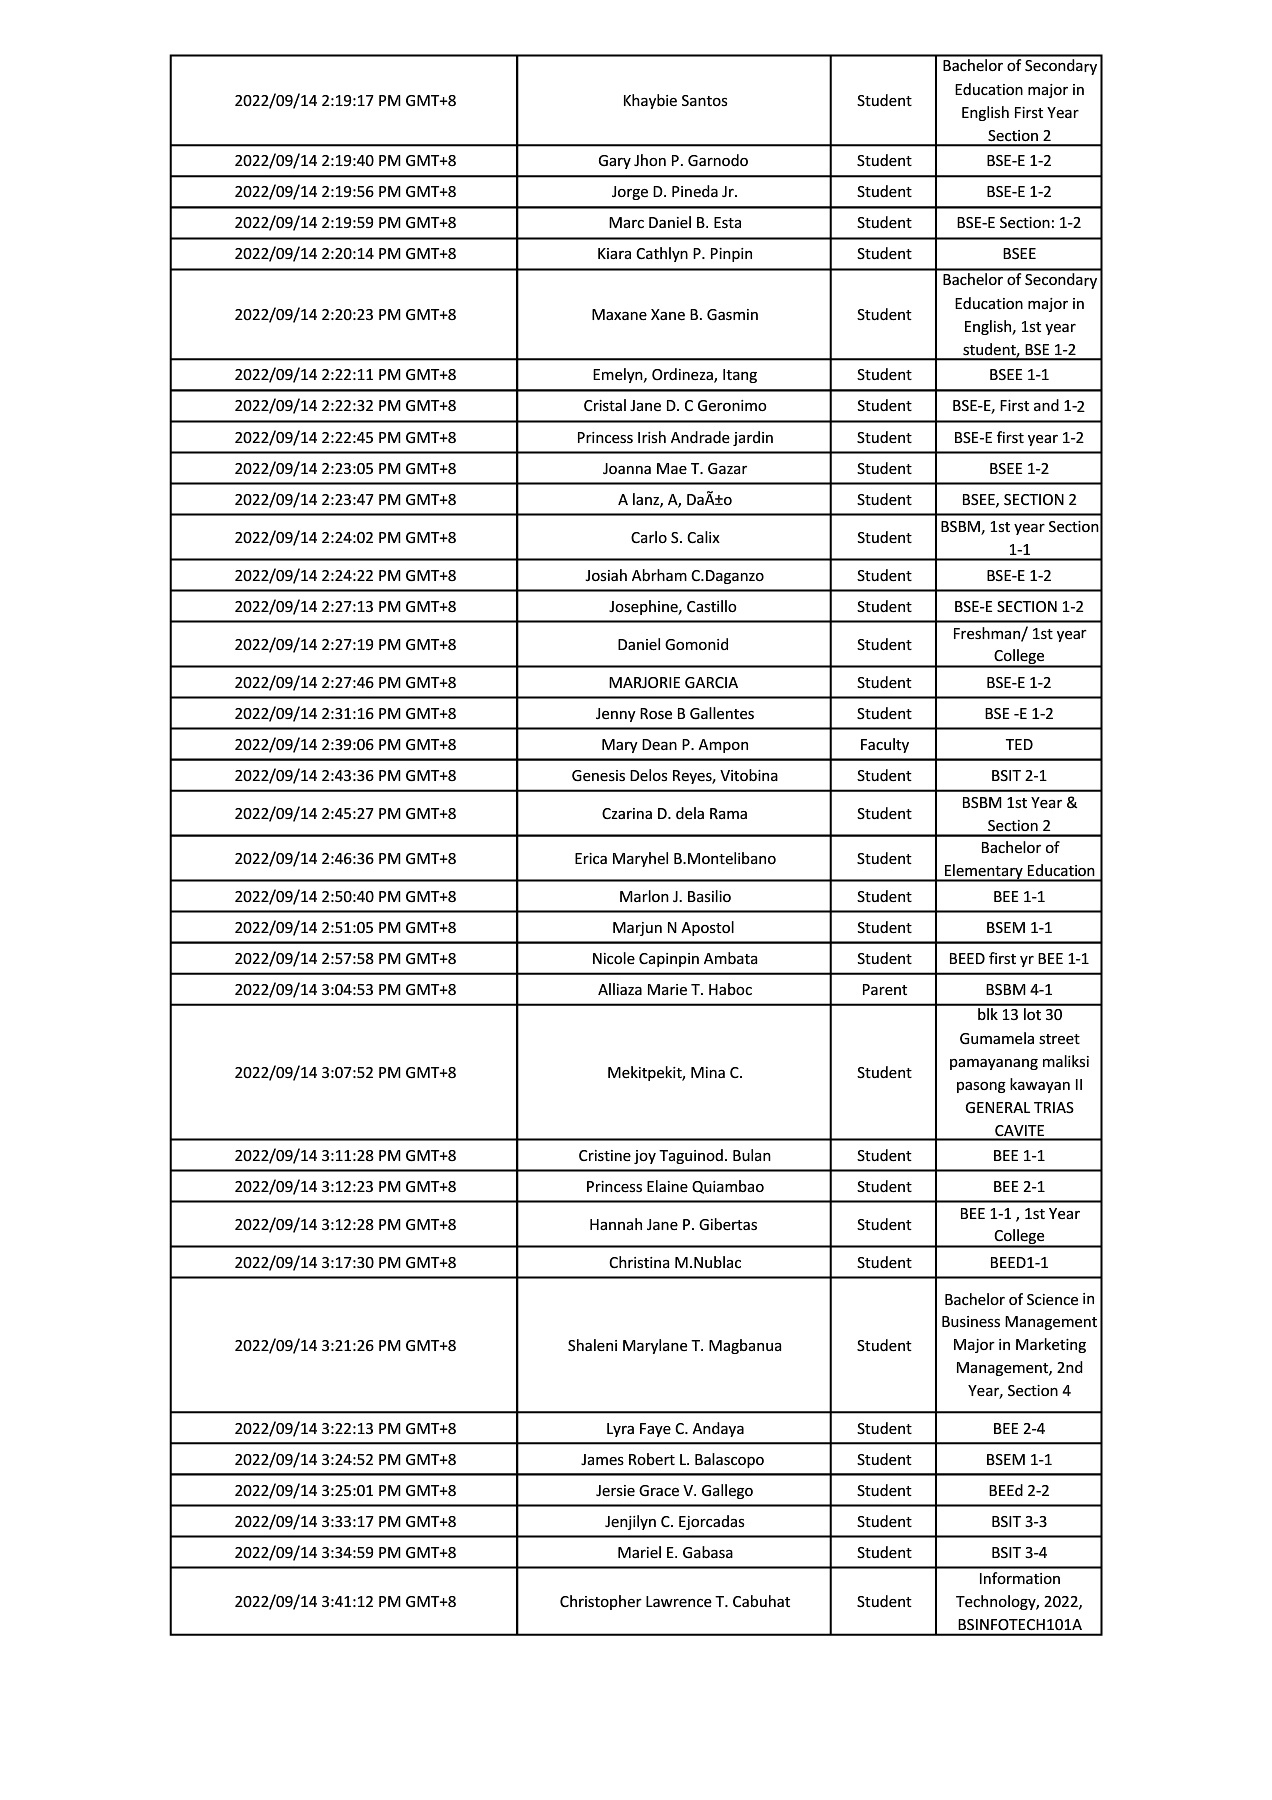 2022/09/14 2:19:17 PM GMT+8 Khaybie Santos Student Bachelor of Secondary
Education major in
English First Year
Section 2
2022/09/14 2:19:40 PM GMT+8 Gary Jhon P. Garnodo Student BSE-E 1-2
2022/09/14 2:19:56 PM GMT+8 Jorge D. Pineda Jr. Student BSE-E 1-2
2022/09/14 2:19:59 PM GMT+8 Marc Daniel B. Esta Student BSE-E Section: 1-2
2022/09/14 2:20:14 PM GMT+8 Kiara Cathlyn P. Pinpin Student BSEE
2022/09/14 2:20:23 PM GMT+8 Maxane Xane B. Gasmin Student Bachelor of Secondary
Education major in
English, 1st year
student, BSE 1-2
2022/09/14 2:22:11 PM GMT+8 Emelyn, Ordineza, Itang Student BSEE 1-1
2022/09/14 2:22:32 PM GMT+8 Cristal Jane D. C Geronimo Student BSE-E, First and 1-2
2022/09/14 2:22:45 PM GMT+8 Princess Irish Andrade jardin Student BSE-E first year 1-2
2022/09/14 2:23:05 PM GMT+8 Joanna Mae T. Gazar Student BSEE 1-2
2022/09/14 2:23:47 PM GMT+8 A lanz, A, DaÃ±o Student BSEE, SECTION 2
2022/09/14 2:24:02 PM GMT+8 Carlo S. Calix Student BSBM, 1st year Section
1-1
2022/09/14 2:24:22 PM GMT+8 Josiah Abrham C.Daganzo Student BSE-E 1-2
2022/09/14 2:27:13 PM GMT+8 Josephine, Castillo Student BSE-E SECTION 1-2
2022/09/14 2:27:19 PM GMT+8 Daniel Gomonid Student Freshman/ 1st year
College
2022/09/14 2:27:46 PM GMT+8 MARJORIE GARCIA Student BSE-E 1-2
2022/09/14 2:31:16 PM GMT+8 Jenny Rose B Gallentes Student BSE -E 1-2
2022/09/14 2:39:06 PM GMT+8 Mary Dean P. Ampon Faculty TED
2022/09/14 2:43:36 PM GMT+8 Genesis Delos Reyes, Vitobina Student BSIT 2-1
2022/09/14 2:45:27 PM GMT+8 Czarina D. dela Rama Student BSBM 1st Year &
Section 2
2022/09/14 2:46:36 PM GMT+8 Erica Maryhel B.Montelibano Student Bachelor of
Elementary Education
2022/09/14 2:50:40 PM GMT+8 Marlon J. Basilio Student BEE 1-1
2022/09/14 2:51:05 PM GMT+8 Marjun N Apostol Student BSEM 1-1
2022/09/14 2:57:58 PM GMT+8 Nicole Capinpin Ambata Student BEED first yr BEE 1-1
2022/09/14 3:04:53 PM GMT+8 Alliaza Marie T. Haboc Parent BSBM 4-1
2022/09/14 3:07:52 PM GMT+8 Mekitpekit, Mina C. Student blk 13 lot 30
Gumamela street
pamayanang maliksi
pasong kawayan II
GENERAL TRIAS
CAVITE
2022/09/14 3:11:28 PM GMT+8 Cristine joy Taguinod. Bulan Student BEE 1-1
2022/09/14 3:12:23 PM GMT+8 Princess Elaine Quiambao Student BEE 2-1
2022/09/14 3:12:28 PM GMT+8 Hannah Jane P. Gibertas Student BEE 1-1 , 1st Year
College
2022/09/14 3:17:30 PM GMT+8 Christina M.Nublac Student BEED1-1
2022/09/14 3:21:26 PM GMT+8 Shaleni Marylane T. Magbanua Student Bachelor of Science in
Business Management
Major in Marketing
Management, 2nd
Year, Section 4
2022/09/14 3:22:13 PM GMT+8 Lyra Faye C. Andaya Student BEE 2-4
2022/09/14 3:24:52 PM GMT+8 James Robert L. Balascopo Student BSEM 1-1
2022/09/14 3:25:01 PM GMT+8 Jersie Grace V. Gallego Student BEEd 2-2
2022/09/14 3:33:17 PM GMT+8 Jenjilyn C. Ejorcadas Student BSIT 3-3
2022/09/14 3:34:59 PM GMT+8 Mariel E. Gabasa Student BSIT 3-4
2022/09/14 3:41:12 PM GMT+8 Christopher Lawrence T. Cabuhat Student Information
Technology, 2022,
BSINFOTECH101A